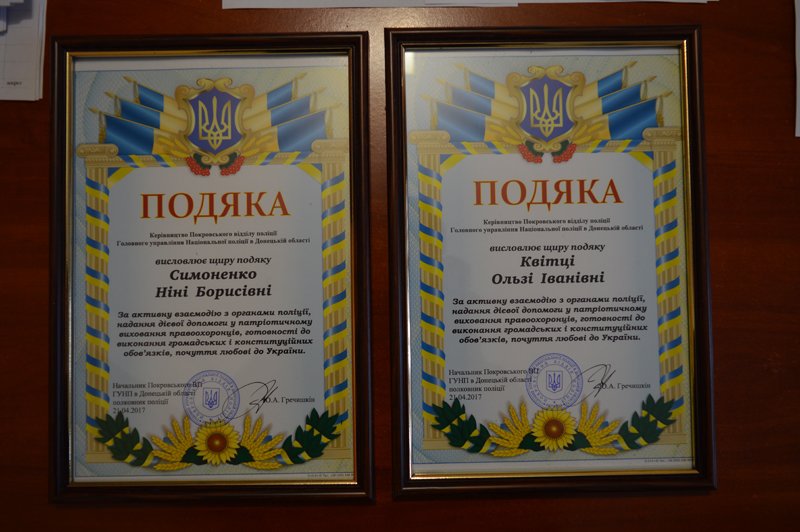 ПОДЯКА
Керівництво Покровського відділу поліції
Головного управління Національної поліції в Донецькій області
висловлює щиру подяку
Симоненко
Ніні Борисівні
За активну взаємодію з органами поліції,
надання дієвої допомоги у патріотичному
виховання правоохоронців, готовності до
виконання громадських і конституційних
обов'язків, почуття любові до України.
Начальник Покровського ВП
ГУНП в Донецькій області
полковник поліції
Ю.А. Гречишкін
21.04.2017
ПОДЯКА
Керівництво Покровського відділу поліції
Головного управління Національної поліції в Донецькій області
висловлює щиру подяку
Квітці
Ользі Іванівні
За активну взаємодію з органами поліції,
надання дієвої допомоги у патріотичному
виховання правоохоронців, готовності до
виконання громадських і конституційних
обов'язків, почуття любові до України.
Начальник Покровського ВП
ГУНП в Донецькій області
полковник поліції
Ю.А. Гречишкін
21.04.2017